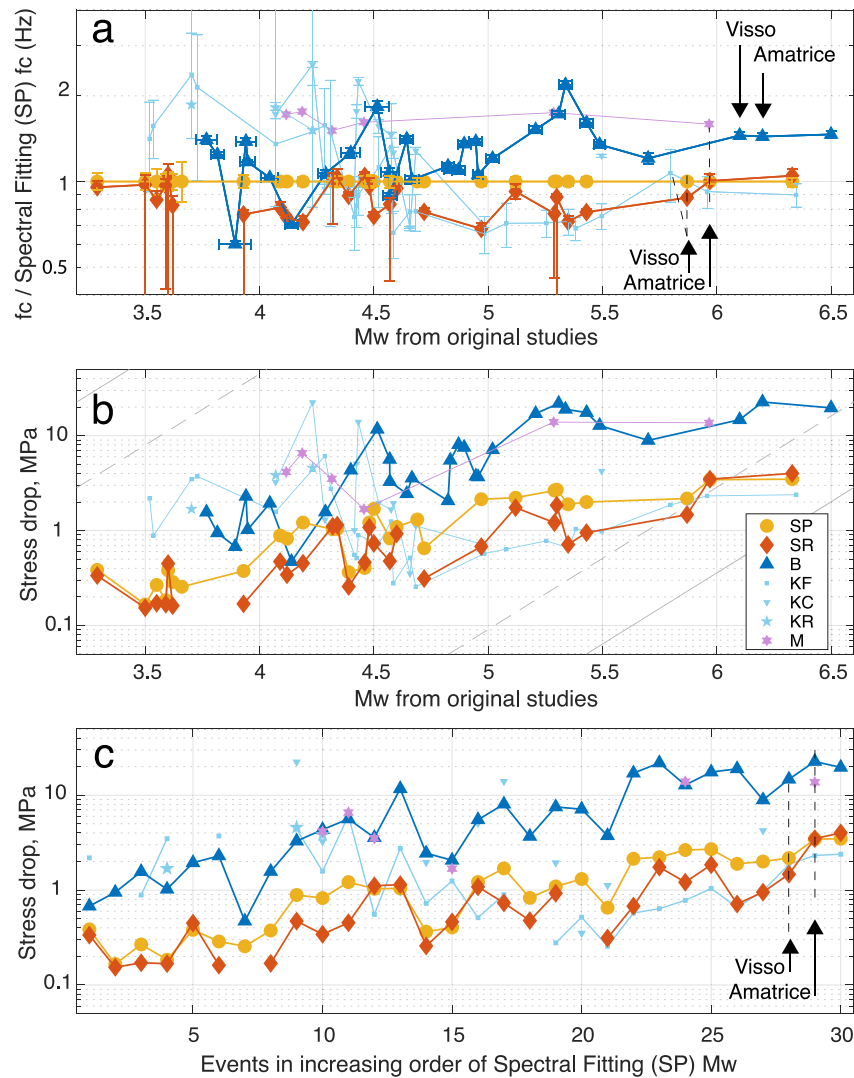 a
fc / Spectral Fitting (SP) fc (Hz)
2
1
0.5
Visso
Amatrice
Visso
Amatrice
3.5 4 4.5 5 5.5 6 6.5
Mw from original studies
b
Stress drop, MPa
10
1
0.1
SP
SR
B
KF
KC
KR
M
3.5 4 4.5 5 5.5 6 6.5
Mw from original studies
c
Stress drop, MPa
10
1
0.1
Visso
Amatrice
5 10 15 20 25 30
Events in increasing order of Spectral Fitting (SP) Mw